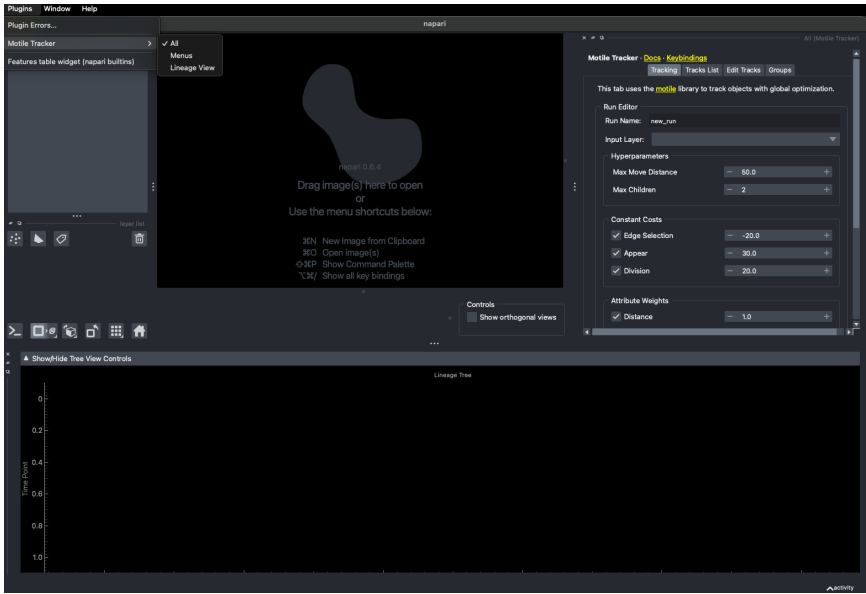 Plugins Window Help
Plugin Errors...
napari
Motile Tracker
All
Menus
Lineage View
Features table widget (napari builtins)
All (Motile Tracker)
Motile Tracker - Docs · Keybindings
Tracking Tracks List Edit Tracks Groups
This tab uses the motile library to track objects with global optimization.
Run Editor
Run Name: new_run
Input Layer:
Hyperparameters
Max Move Distance 50.0
Max Children 2
Constant Costs
Edge Selection -20.0
Appear 30.0
Division 20.0
Attribute Weights
Distance 1.0
napari 0.6.4
Drag image(s) here to open
or
Use the menu shortcuts below:
⌘N New Image from Clipboard
⌘O Open image(s)
⇧⌘P Show Command Palette
⌥⌘/ Show all key bindings
layer list
Controls
Show orthogonal views
Show/Hide Tree View Controls
Lineage Tree
Time Point
0
0.2
0.4
0.6
0.8
1.0
activity